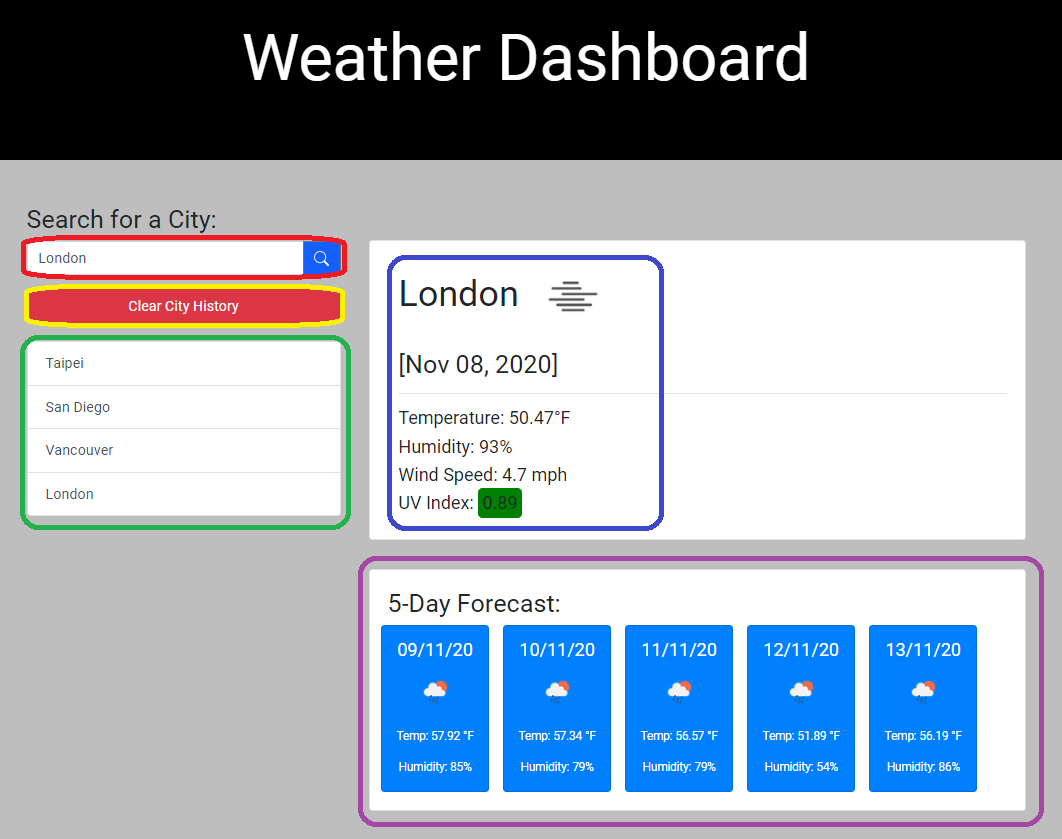 Weather Dashboard
Search for a City:
London
Clear City History
Taipei
San Diego
Vancouver
London
London
[Nov 08, 2020]
Temperature: 50.47°F
Humidity: 93%
Wind Speed: 4.7 mph
UV Index: 0.89
5-Day Forecast:
09/11/20
Temp: 57.92 °F
Humidity: 85%
10/11/20
Temp: 57.34 °F
Humidity: 79%
11/11/20
Temp: 56.57 °F
Humidity: 79%
12/11/20
Temp: 51.89 °F
Humidity: 54%
13/11/20
Temp: 56.19 °F
Humidity: 86%